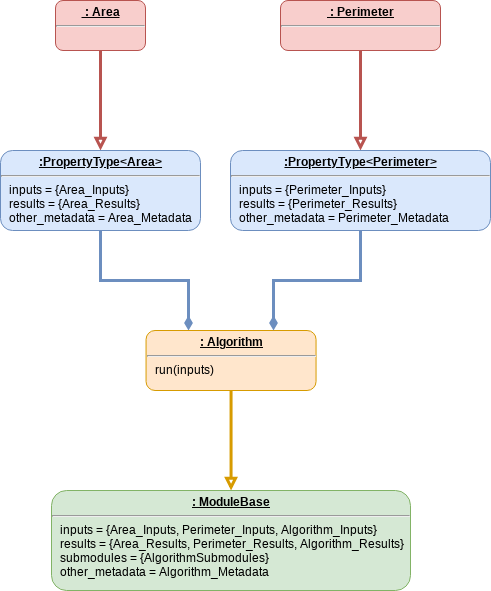 : Area
: Perimeter
:PropertyType<Area>
inputs = {Area_Inputs}
results = {Area_Results}
other_metadata = Area_Metadata
:PropertyType<Perimeter>
inputs = {Perimeter_Inputs}
results = {Perimeter_Results}
other_metadata = Perimeter_Metadata
: Algorithm
run(inputs)
: ModuleBase
inputs = {Area_Inputs, Perimeter_Inputs, Algorithm_Inputs}
results = {Area_Results, Perimeter_Results, Algorithm_Results}
submodules = {AlgorithmSubmodules}
other_metadata = Algorithm_Metadata